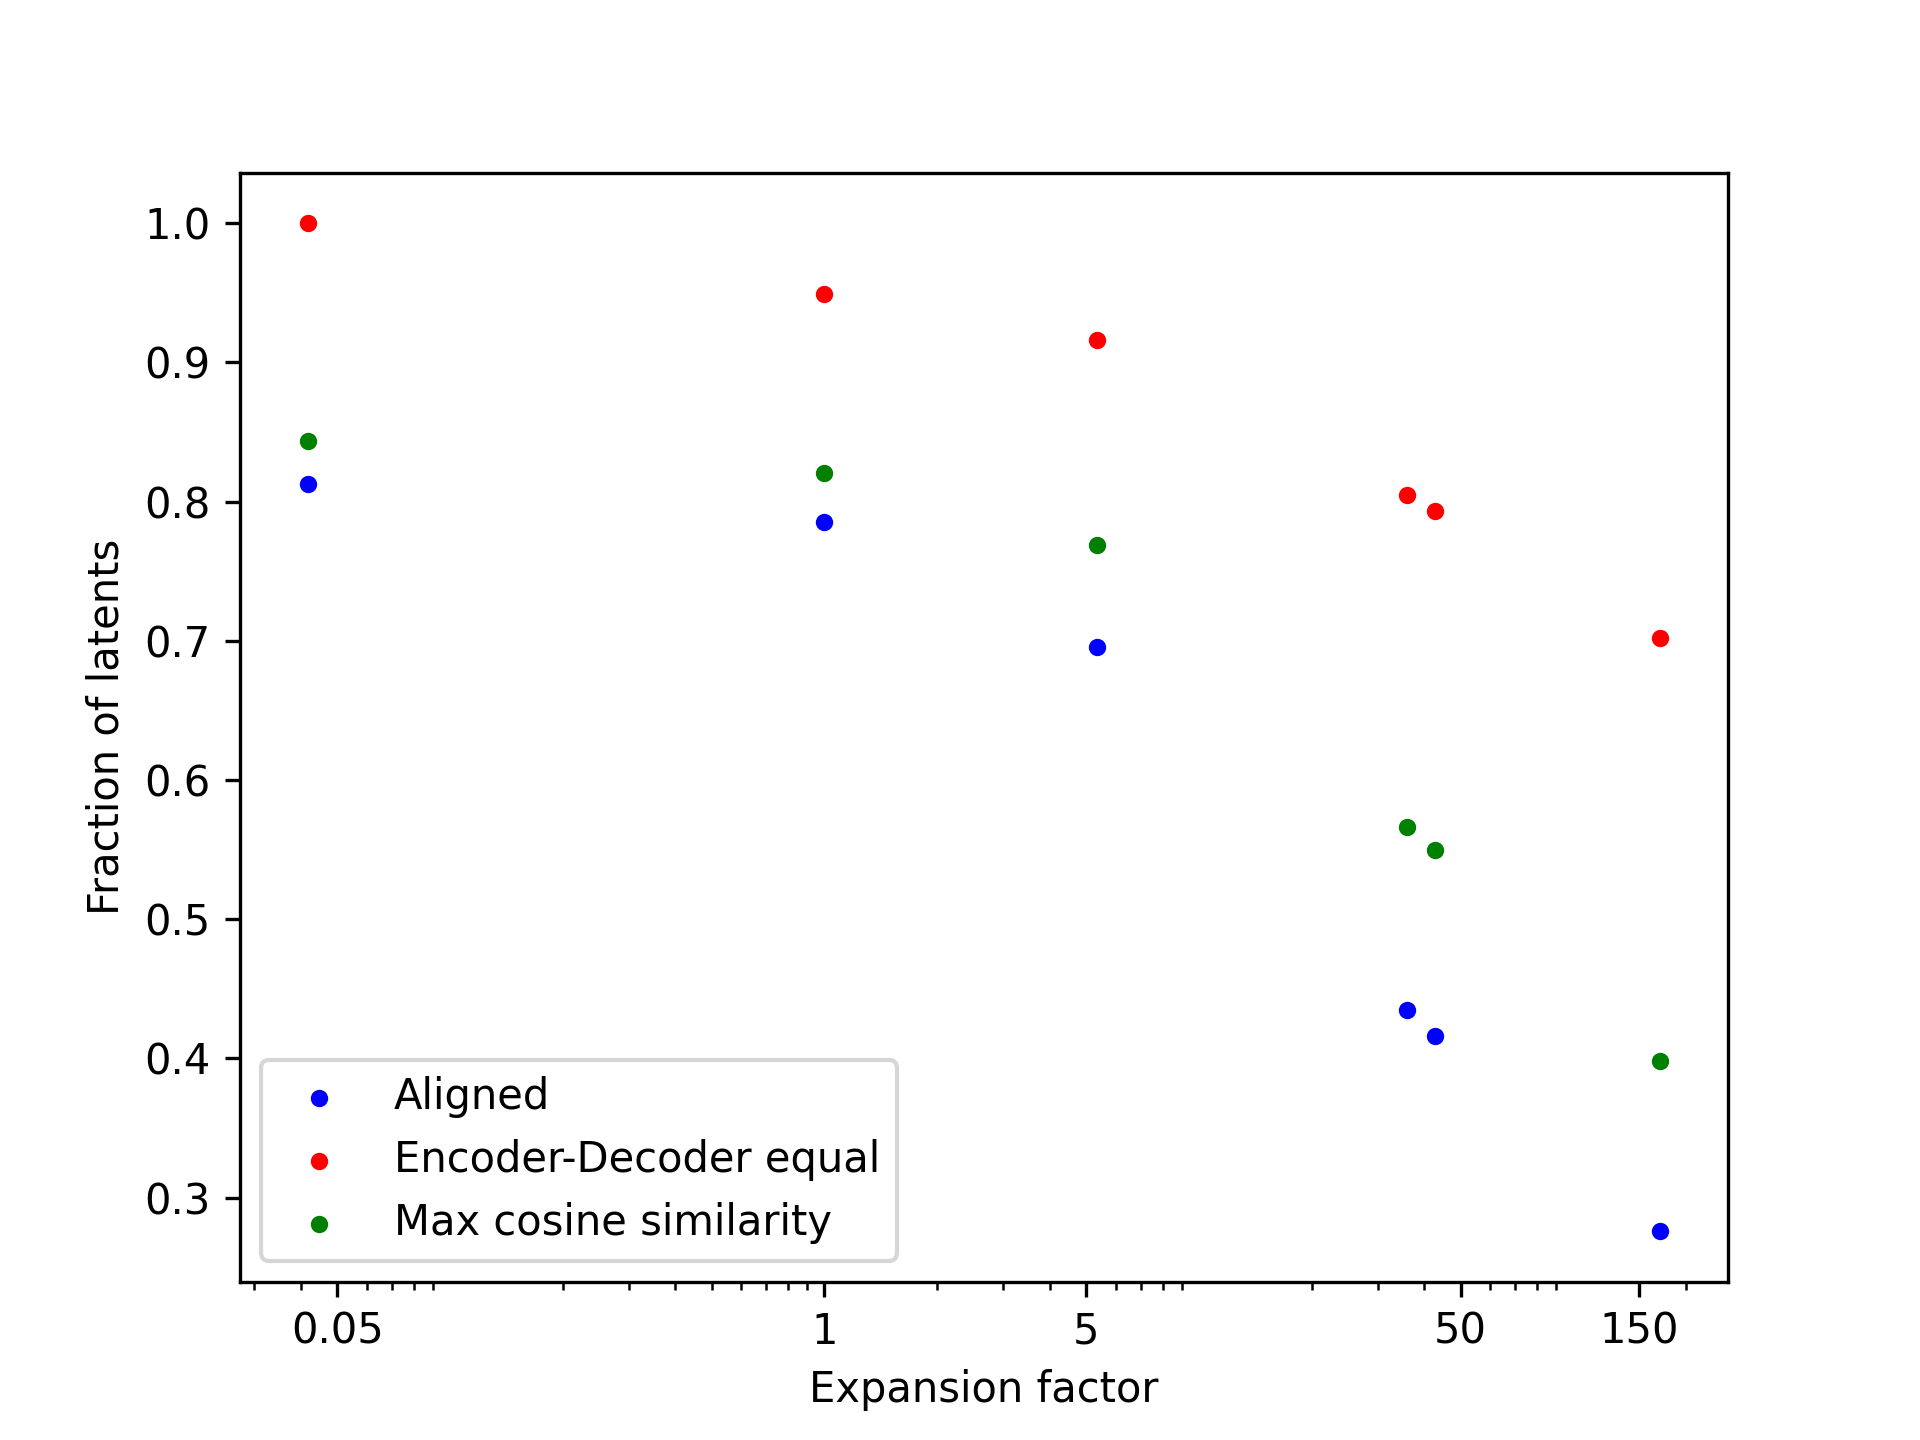 1.0
0.9
0.8
0.7
0.6
0.5
0.4
0.3
Fraction of latents
Aligned
Encoder-Decoder equal
Max cosine similarity
0.05 1 5 50 150
Expansion factor